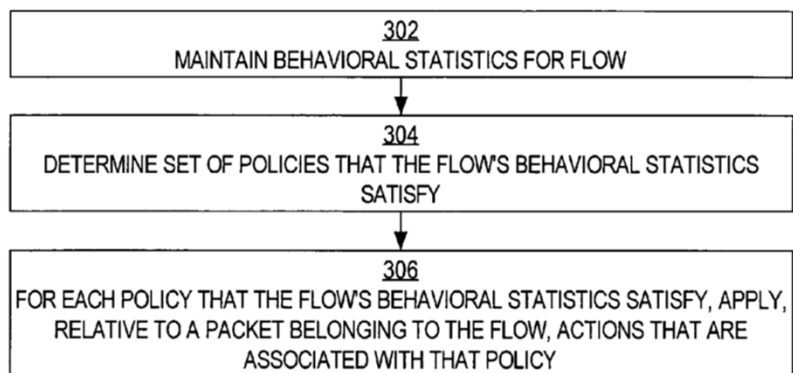 302
MAINTAIN BEHAVIORAL STATISTICS FOR FLOW
304
DETERMINE SET OF POLICIES THAT THE FLOW'S BEHAVIORAL STATISTICS
SATISFY
306
FOR EACH POLICY THAT THE FLOW'S BEHAVIORAL STATISTICS SATISFY, APPLY,
RELATIVE TO A PACKET BELONGING TO THE FLOW, ACTIONS THAT ARE
ASSOCIATED WITH THAT POLICY